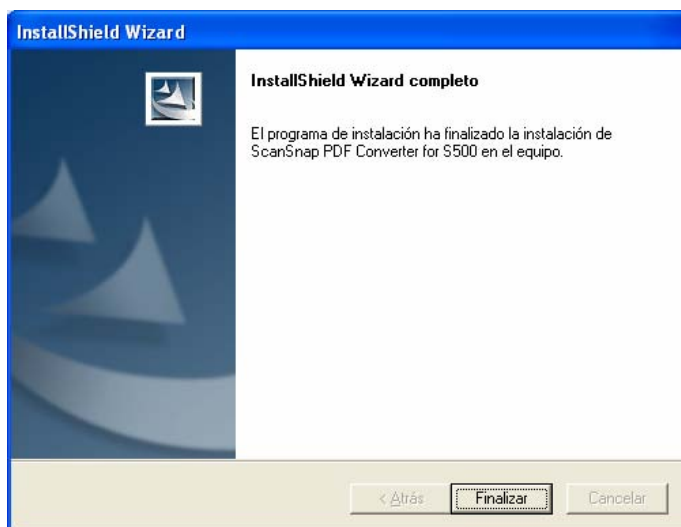 InstallShield Wizard
InstallShield Wizard completo
El programa de instalación ha finalizado la instalación de
ScanSnap PDF Converter for S500 en el equipo.
< Atrás
Finalizar
Cancelar